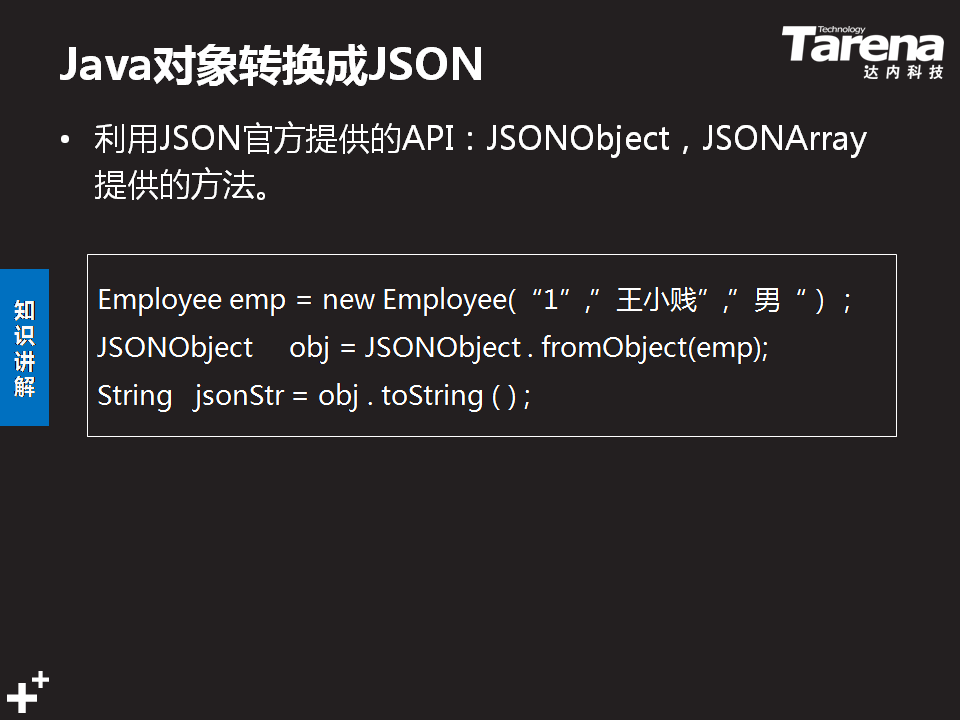 Java对象转换成JSON
Technology
Tarena
达内科技
• 利用JSON官方提供的API：JSONObject，JSONArray
提供的方法。
知识讲解
Employee emp = new Employee(“1”,”王小贱”,”男“ ) ;
JSONObject obj = JSONObject . fromObject(emp);
String jsonStr = obj . toString ( ) ;